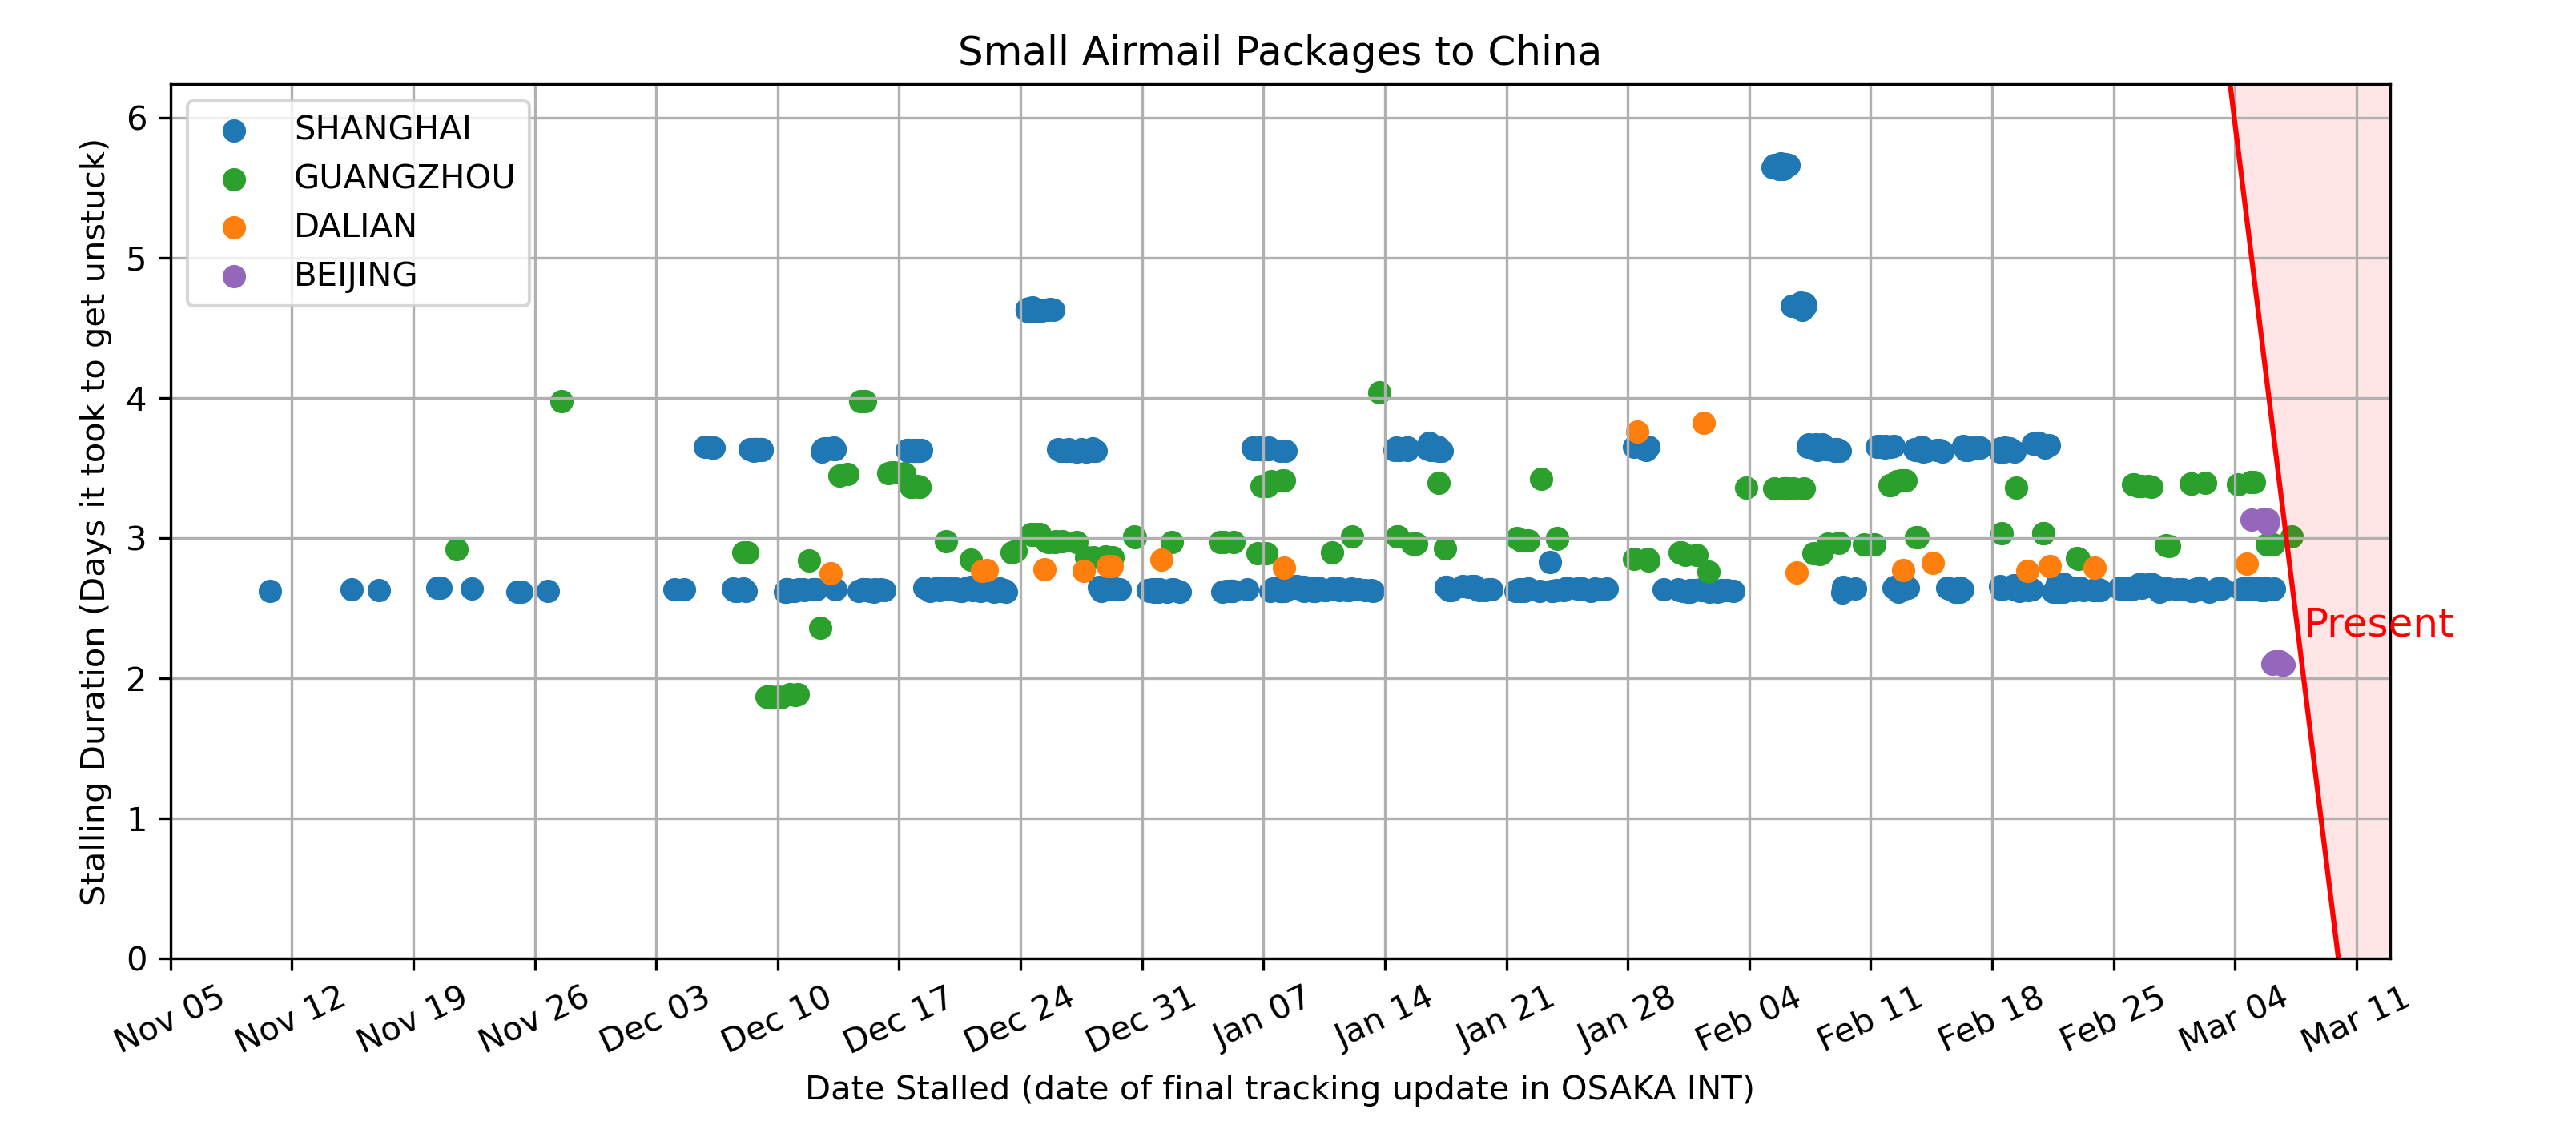 Small Airmail Packages to China
SHANGHAI
GUANGZHOU
DALIAN
BEIJING
Stalling Duration (Days it took to get unstuck)
6
5
4
3
2
1
0
Present
Nov 05
Nov 12
Nov 19
Nov 26
Dec 03
Dec 10
Dec 17
Dec 24
Dec 31
Jan 07
Jan 14
Jan 21
Jan 28
Feb 04
Feb 11
Feb 18
Feb 25
Mar 04
Mar 11
Date Stalled (date of final tracking update in OSAKA INT)